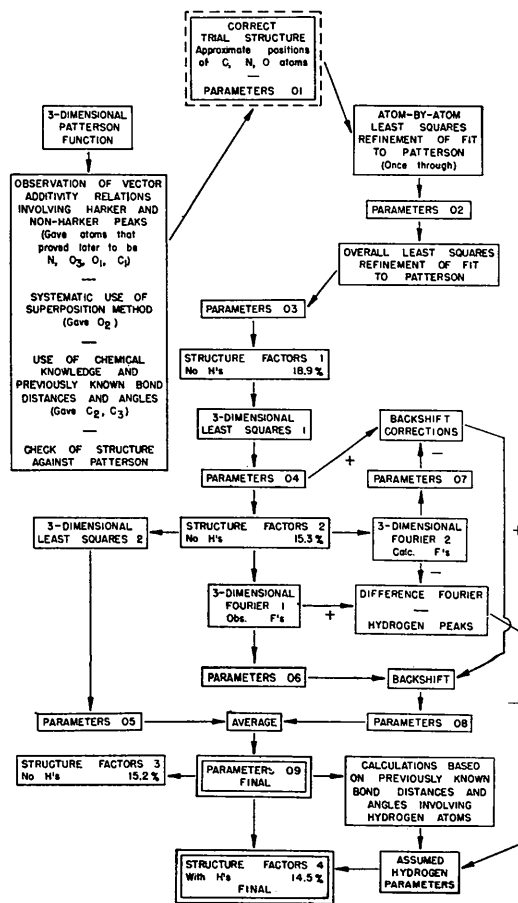 CORRECT
TRIAL STRUCTURE
Approximate positions
of C, N, O atoms
—
PARAMETERS 01
3-DIMENSIONAL
PATTERSON
FUNCTION
OBSERVATION OF VECTOR
ADDITIVITY RELATIONS
INVOLVING HARKER AND
NON-HARKER PEAKS
(Gave atoms that
proved later to be
N, O₃, O₁, C₁)
—
SYSTEMATIC USE OF
SUPERPOSITION METHOD
(Gave O₂)
—
USE OF CHEMICAL
KNOWLEDGE AND
PREVIOUSLY KNOWN BOND
DISTANCES AND ANGLES
(Gave C₂, C₃)
—
CHECK OF STRUCTURE
AGAINST PATTERSON
ATOM-BY-ATOM
LEAST SQUARES
REFINEMENT OF FIT
TO PATTERSON
(Once through)
PARAMETERS 02
OVERALL LEAST SQUARES
REFINEMENT OF FIT
TO PATTERSON
PARAMETERS 03
STRUCTURE FACTORS 1
No H's 18.9%
3-DIMENSIONAL
LEAST SQUARES 1
PARAMETERS 04
+
BACKSHIFT
CORRECTIONS
−
PARAMETERS 07
3-DIMENSIONAL
LEAST SQUARES 2
STRUCTURE FACTORS 2
No H's 15.3%
3-DIMENSIONAL
FOURIER 2
Calc. F's
+
−
3-DIMENSIONAL
FOURIER 1
Obs. F's
+
DIFFERENCE FOURIER
—
HYDROGEN PEAKS
PARAMETERS 06
BACKSHIFT
−
PARAMETERS 05
AVERAGE
PARAMETERS 08
STRUCTURE FACTORS 3
No H's 15.2%
PARAMETERS 09
FINAL
CALCULATIONS BASED
ON PREVIOUSLY KNOWN
BOND DISTANCES AND
ANGLES INVOLVING
HYDROGEN ATOMS
STRUCTURE FACTORS 4
With H's 14.5%
FINAL
ASSUMED
HYDROGEN
PARAMETERS